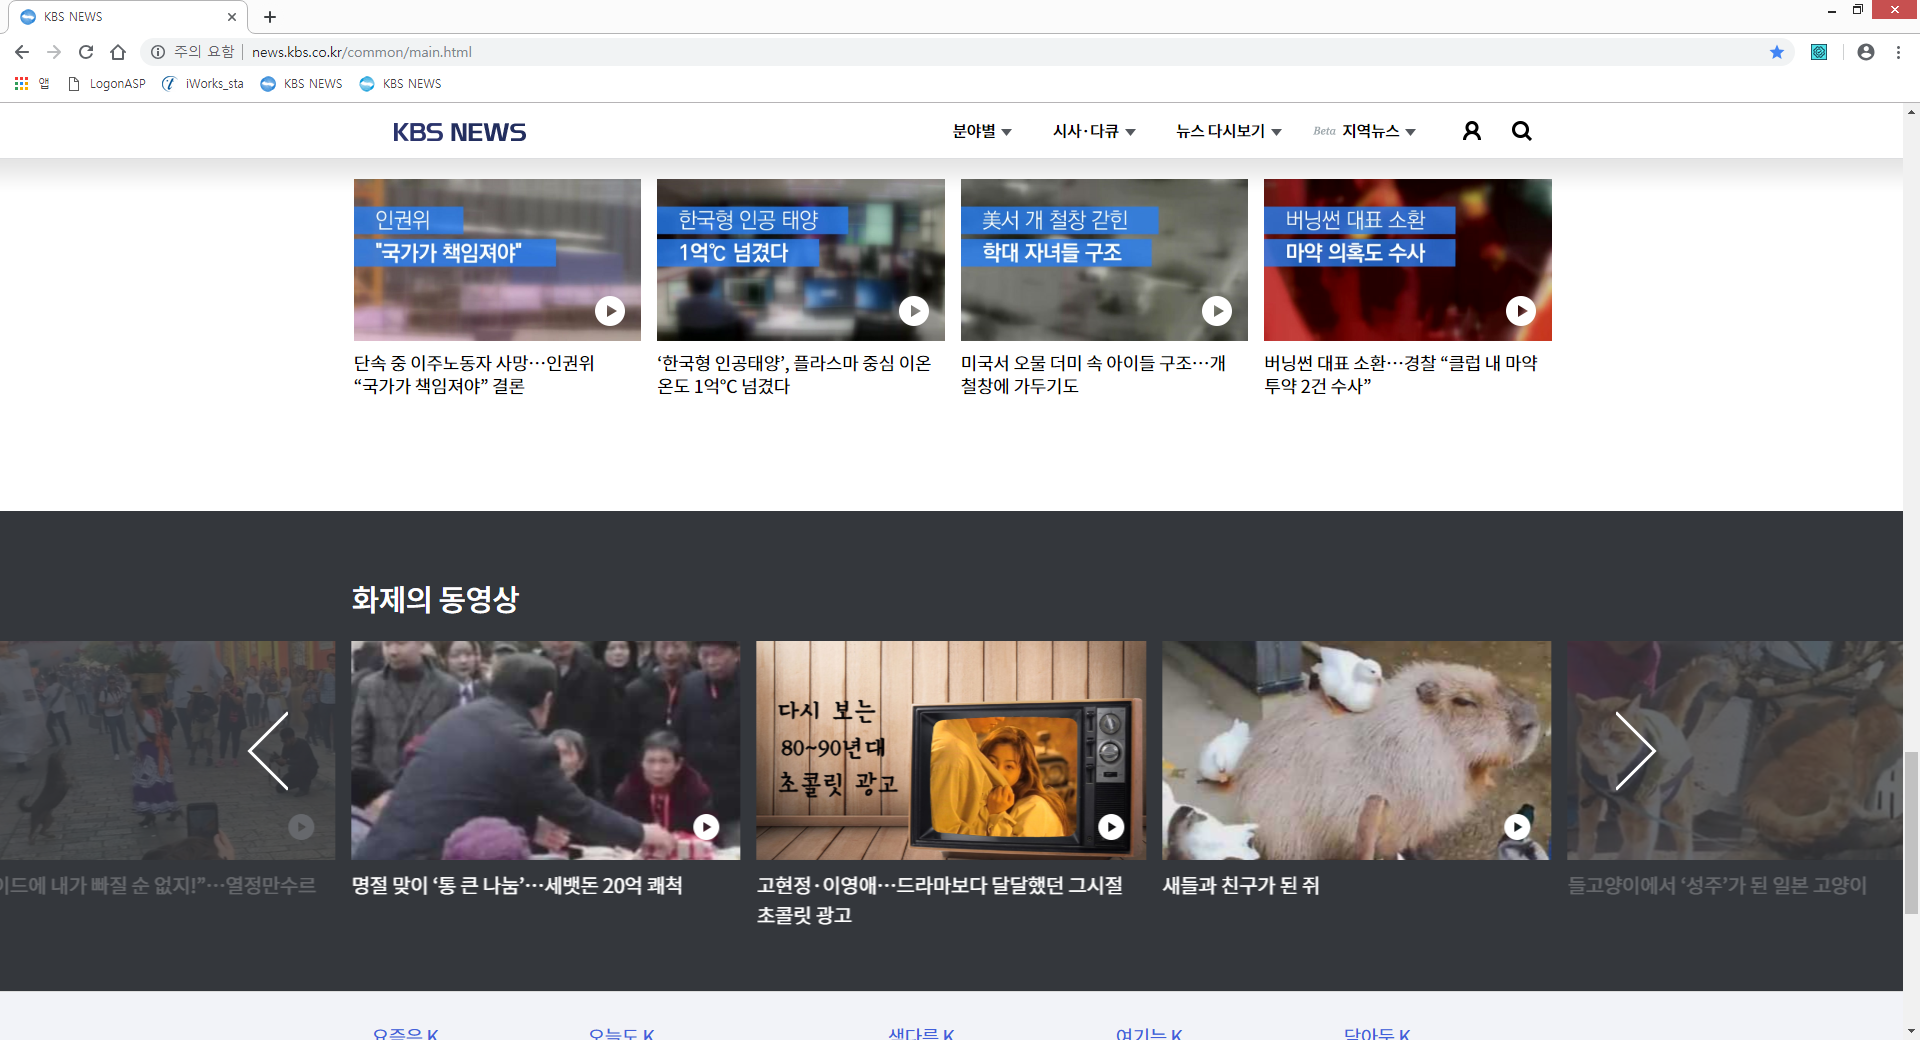 KBS NEWS
주의 요함
news.kbs.co.kr/common/main.html
앱
LogonASP
iWorks_sta
KBS NEWS
KBS NEWS
KBS NEWS
분야별
시사·다큐
뉴스 다시보기
Beta 지역뉴스
인권위
"국가가 책임져야"
한국형 인공 태양
1억℃ 넘겼다
美서 개 철창 갇힌
학대 자녀들 구조
버닝썬 대표 소환
마약 의혹도 수사
단속 중 이주노동자 사망…인권위
“국가가 책임져야” 결론
‘한국형 인공태양’, 플라스마 중심 이온
온도 1억℃ 넘겼다
미국서 오물 더미 속 아이들 구조…개
철창에 가두기도
버닝썬 대표 소환…경찰 “클럽 내 마약
투약 2건 수사”
화제의 동영상
다시 보는
80~90년대
초콜릿 광고
이드에 내가 빠질 순 없지!”…열정만수르
명절 맞이 ‘통 큰 나눔’…세뱃돈 20억 쾌척
고현정·이영애…드라마보다 달달했던 그시절
초콜릿 광고
새들과 친구가 된 쥐
들고양이에서 ‘성주’가 된 일본 고양이
요즘은 K
오늘도 K
색다른 K
여기는 K
담아둔 K